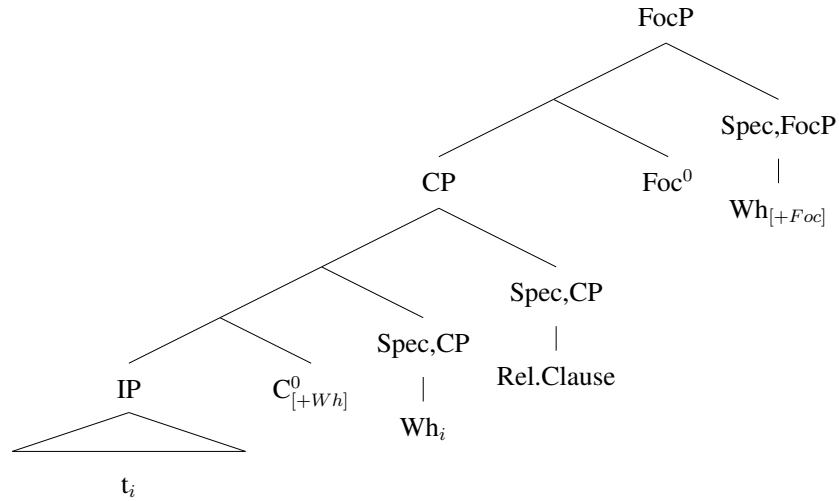 FocP
Spec,FocP
CP Foc⁰
Wh[+Foc]
Spec,CP
Spec,CP
IP C⁰[+Wh] Rel.Clause
Whᵢ
tᵢ